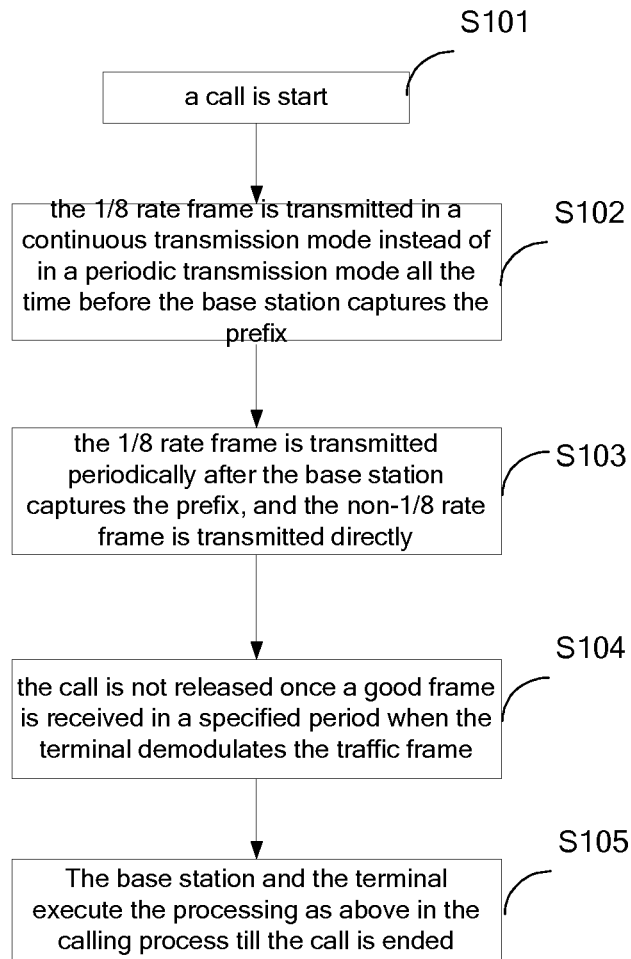 S101
a call is start
S102
the 1/8 rate frame is transmitted in a
continuous transmission mode instead of
in a periodic transmission mode all the
time before the base station captures the
prefix
S103
the 1/8 rate frame is transmitted
periodically after the base station
captures the prefix, and the non-1/8 rate
frame is transmitted directly
S104
the call is not released once a good frame
is received in a specified period when the
terminal demodulates the traffic frame
S105
The base station and the terminal
execute the processing as above in the
calling process till the call is ended